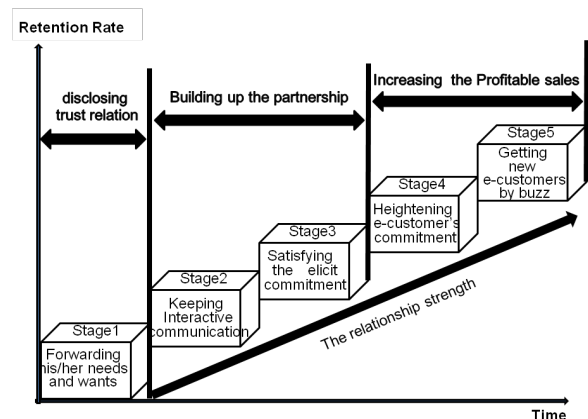 Retention Rate
disclosing
trust relation
Building up the partnership
Increasing the Profitable sales
Stage5
Getting
new
e-customers
by buzz
Stage4
Heightening
e-customer's
commitment
Stage3
Satisfying
the elicit
commitment
Stage2
Keeping
Interactive
communication
Stage1
Forwarding
his/her needs
and wants
The relationship strength
Time